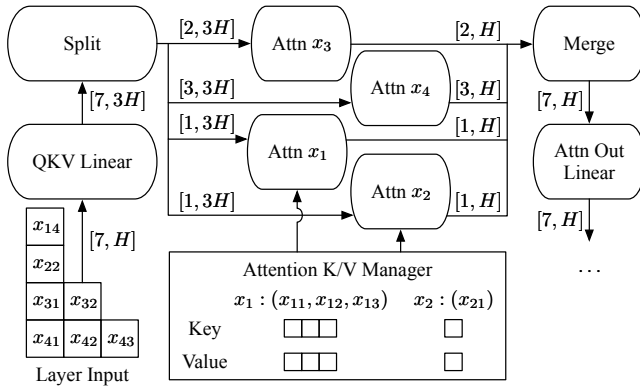 Split
[2, 3H]
Attn x₃
[2, H]
Merge
[3, 3H]
Attn x₄
[3, H]
[7, 3H]
[7, H]
[1, 3H]
Attn x₁
[1, H]
QKV Linear
Attn Out
Linear
[1, 3H]
Attn x₂
[1, H]
[7, H]
[7, H]
x₁₄
x₂₂
x₃₁ x₃₂
x₄₁ x₄₂ x₄₃
Layer Input
Attention K/V Manager
x₁ : (x₁₁, x₁₂, x₁₃) x₂ : (x₂₁)
Key
Value
...